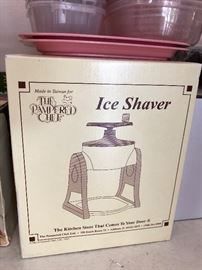 Made in Taiwan for
THE
PAMPERED
CHEF
Ice Shaver
The Kitchen Store That Comes To Your Door ®